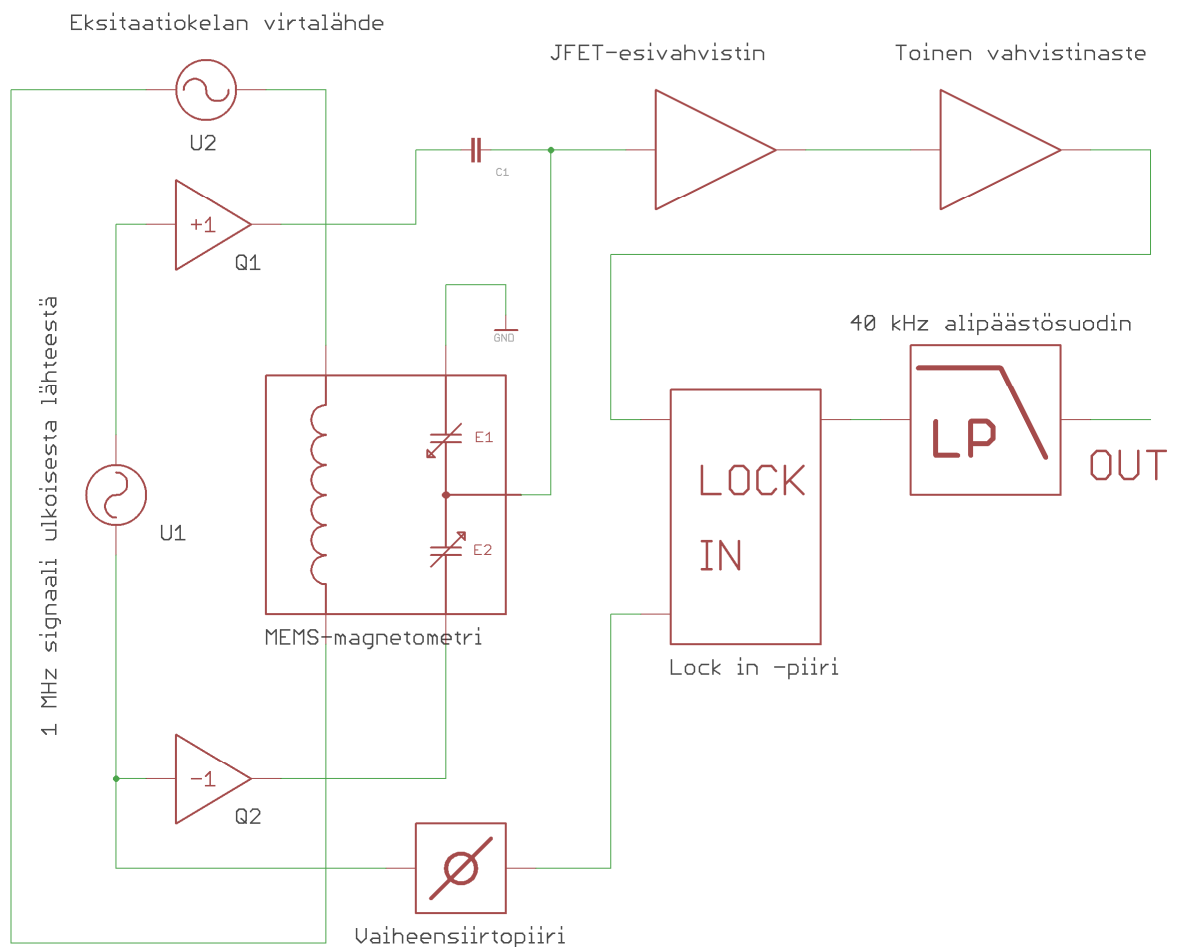 Eksitaatiokelan virtalähde
JFET-esivahvistin
Toinen vahvistinaste
U2
C1
+1
Q1
1 MHz signaali ulkoisesta lähteestä
GND
40 kHz alipäästösuodin
E1
LP
OUT
LOCK
IN
U1
E2
MEMS-magnetometri
Lock in -piiri
-1
Q2
Vaiheensiirtopiiri